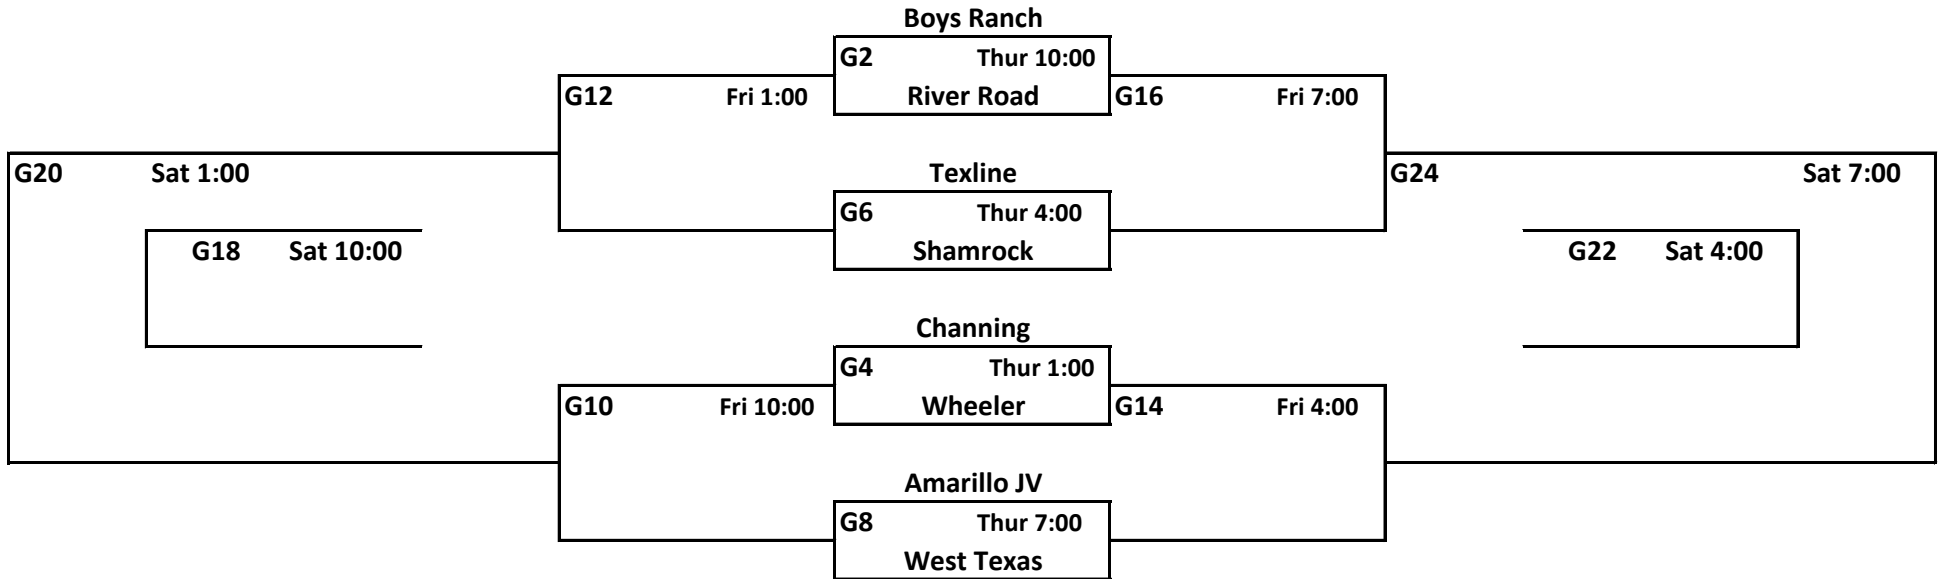 Boys Ranch
G2 Thur 10:00
G12 Fri 1:00 River Road G16 Fri 7:00
G20 Sat 1:00 Texline G24 Sat 7:00
G6 Thur 4:00
G18 Sat 10:00 Shamrock G22 Sat 4:00
Channing
G4 Thur 1:00
G10 Fri 10:00 Wheeler G14 Fri 4:00
Amarillo JV
G8 Thur 7:00
West Texas